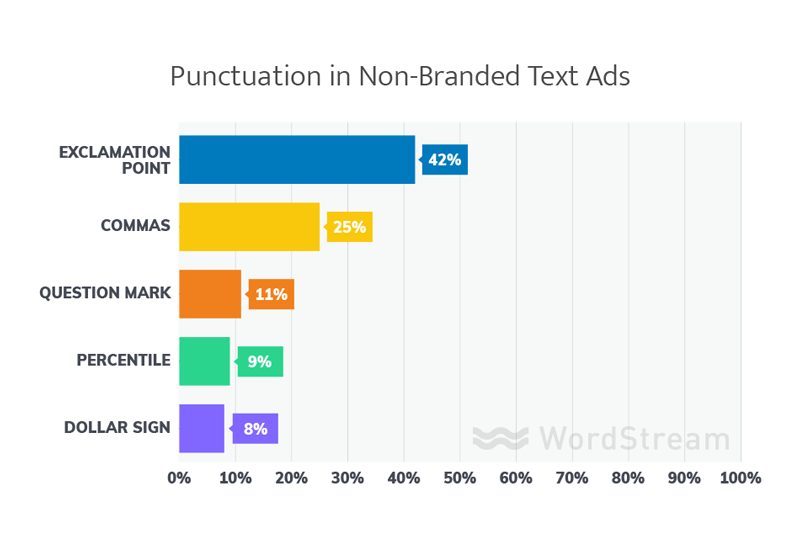 Punctuation in Non-Branded Text Ads
EXCLAMATION
POINT
42%
COMMAS
25%
QUESTION MARK
11%
PERCENTILE
9%
DOLLAR SIGN
8%
WordStream
0% 10% 20% 30% 40% 50% 60% 70% 80% 90% 100%